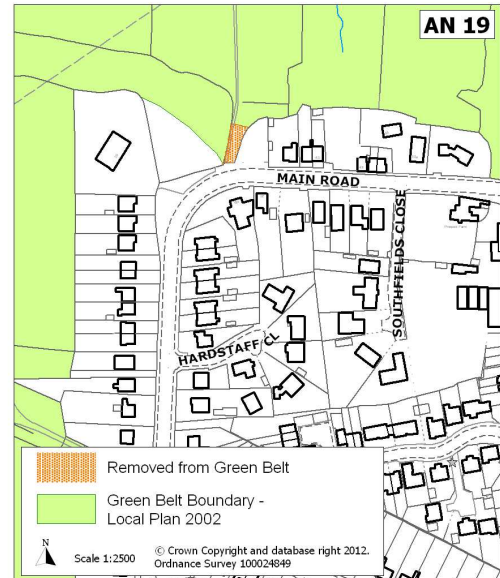 AN 19
MAIN ROAD
SOUTHFIELDS CLOSE
HARDSTAFF CL
Removed from Green Belt
Green Belt Boundary -
Local Plan 2002
N
Scale 1:2500
© Crown Copyright and database right 2012.
Ordnance Survey 100024849